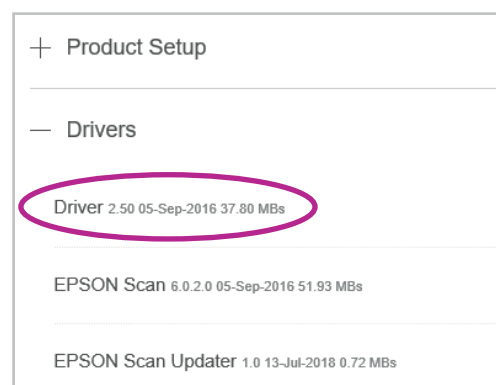 Product Setup
Drivers
Driver 2.50 05-Sep-2016 37.80 MBs
EPSON Scan 6.0.2.0 05-Sep-2016 51.93 MBs
EPSON Scan Updater 1.0 13-Jul-2018 0.72 MBs